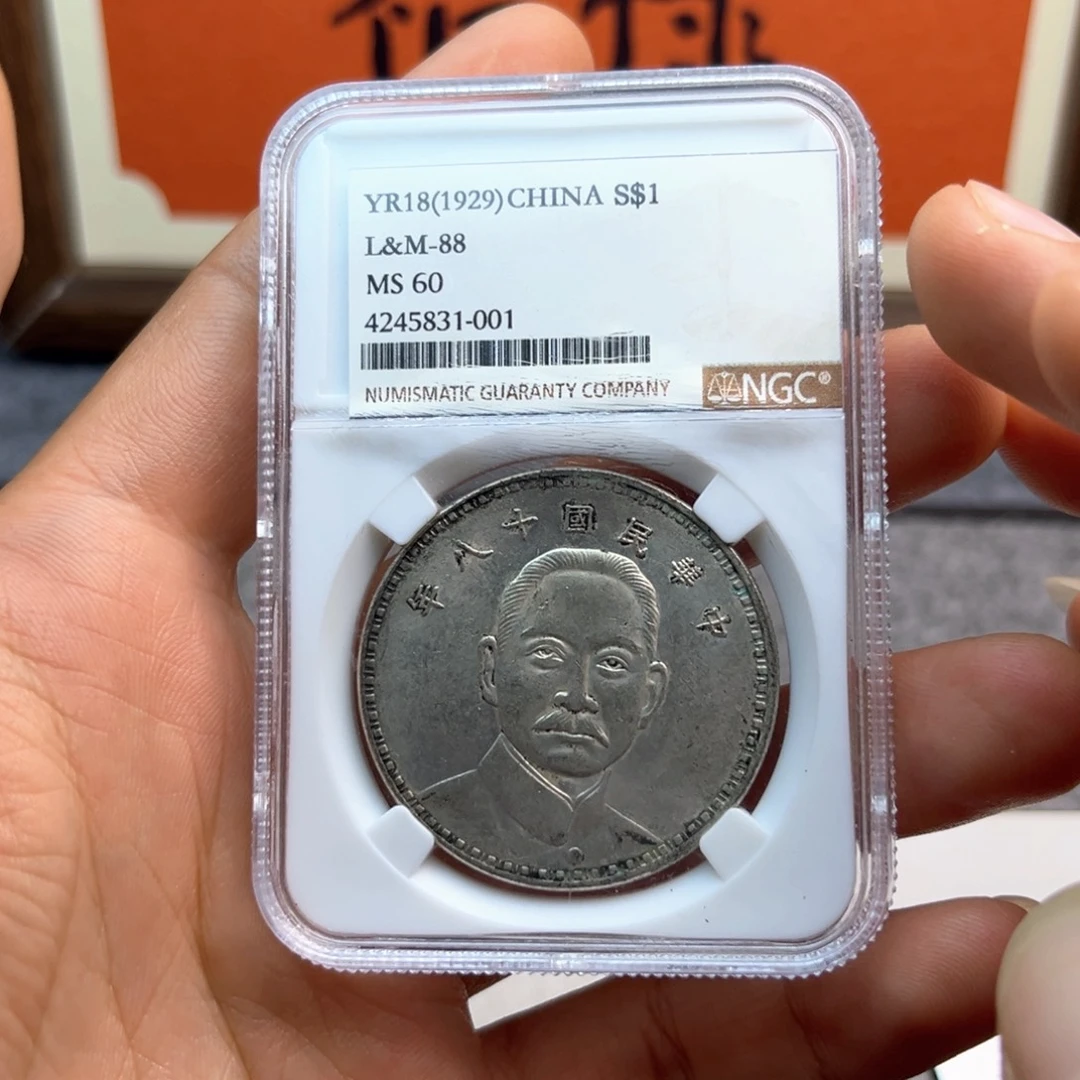 YR18(1929) CHINA S$1
L&M-88
MS 60
4245831-001
NUMISMATIC GUARANTY COMPANY
NGC®
中華民國十八年